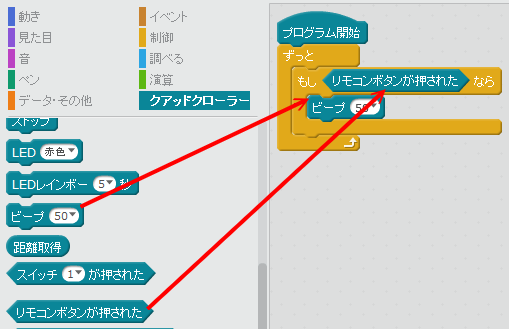 動き
イベント
見た目
制御
音
調べる
ペン
演算
データ・その他
クアッドクローラー
ストップ
LED 赤色
LEDレインボー 5 秒
ビープ 50
距離取得
スイッチ 1 が押された
リモコンボタンが押された
プログラム開始
ずっと
もし リモコンボタンが押された なら
ビープ 50